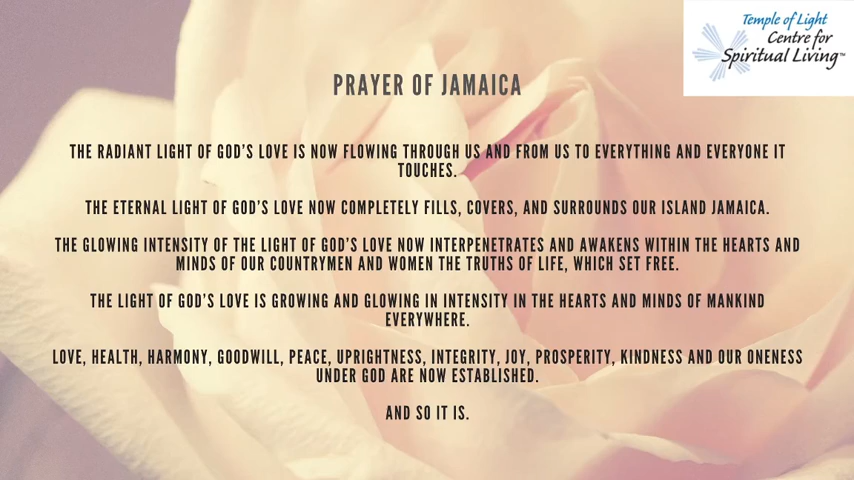 Temple of Light
Centre for
Spiritual Living™
PRAYER OF JAMAICA
THE RADIANT LIGHT OF GOD'S LOVE IS NOW FLOWING THROUGH US AND FROM US TO EVERYTHING AND EVERYONE IT
TOUCHES.
THE ETERNAL LIGHT OF GOD'S LOVE NOW COMPLETELY FILLS, COVERS, AND SURROUNDS OUR ISLAND JAMAICA.
THE GLOWING INTENSITY OF THE LIGHT OF GOD'S LOVE NOW INTERPENETRATES AND AWAKENS WITHIN THE HEARTS AND
MINDS OF OUR COUNTRYMEN AND WOMEN THE TRUTHS OF LIFE, WHICH SET FREE.
THE LIGHT OF GOD'S LOVE IS GROWING AND GLOWING IN INTENSITY IN THE HEARTS AND MINDS OF MANKIND
EVERYWHERE.
LOVE, HEALTH, HARMONY, GOODWILL, PEACE, UPRIGHTNESS, INTEGRITY, JOY, PROSPERITY, KINDNESS AND OUR ONENESS
UNDER GOD ARE NOW ESTABLISHED.
AND SO IT IS.